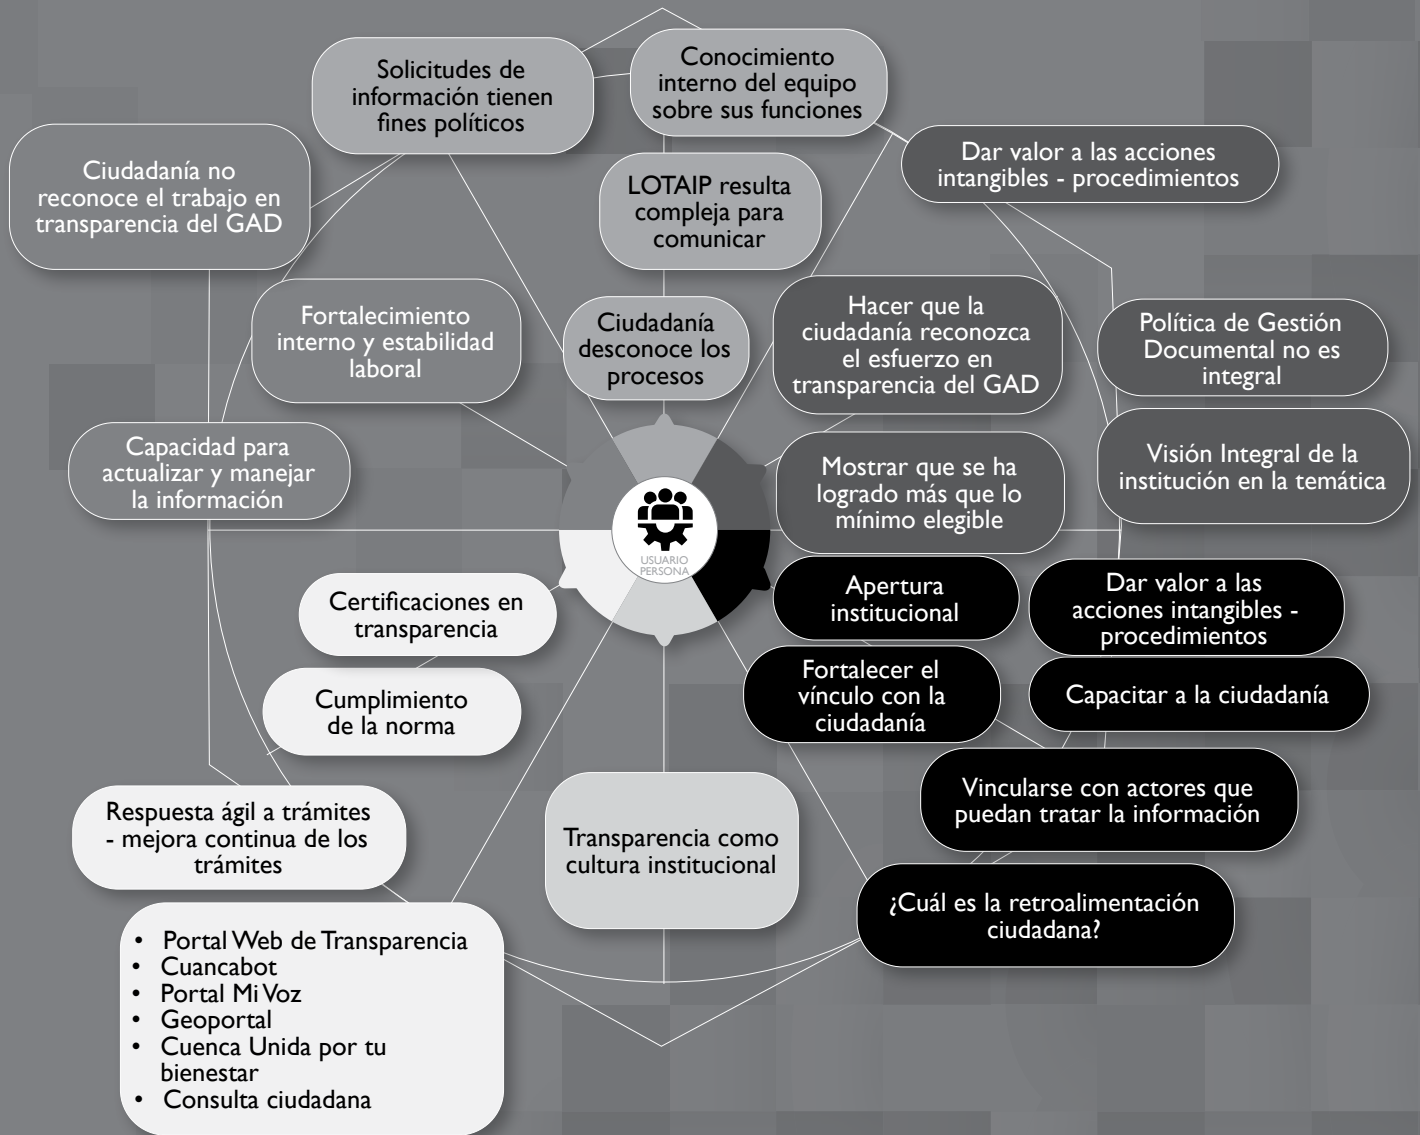 Solicitudes de
información tienen
fines políticos
Conocimiento
interno del equipo
sobre sus funciones
Ciudadanía no
reconoce el trabajo en
transparencia del GAD
LOTAIP resulta
compleja para
comunicar
Dar valor a las acciones
intangibles - procedimientos
Fortalecimiento
interno y estabilidad
laboral
Ciudadanía
desconoce los
procesos
Hacer que la
ciudadanía reconozca
el esfuerzo en
transparencia del GAD
Política de Gestión
Documental no es
integral
Capacidad para
actualizar y manejar
la información
Mostrar que se ha
logrado más que lo
mínimo elegible
Visión Integral de la
institución en la temática
USUARIO
PERSONA
Certificaciones en
transparencia
Apertura
institucional
Dar valor a las
acciones intangibles -
procedimientos
Cumplimiento
de la norma
Fortalecer el
vínculo con la
ciudadanía
Capacitar a la ciudadanía
Respuesta ágil a trámites
- mejora continua de los
trámites
Transparencia como
cultura institucional
Vincularse con actores que
puedan tratar la información
¿Cuál es la retroalimentación
ciudadana?
• Portal Web de Transparencia
• Cuancabot
• Portal Mi Voz
• Geoportal
• Cuenca Unida por tu
bienestar
• Consulta ciudadana